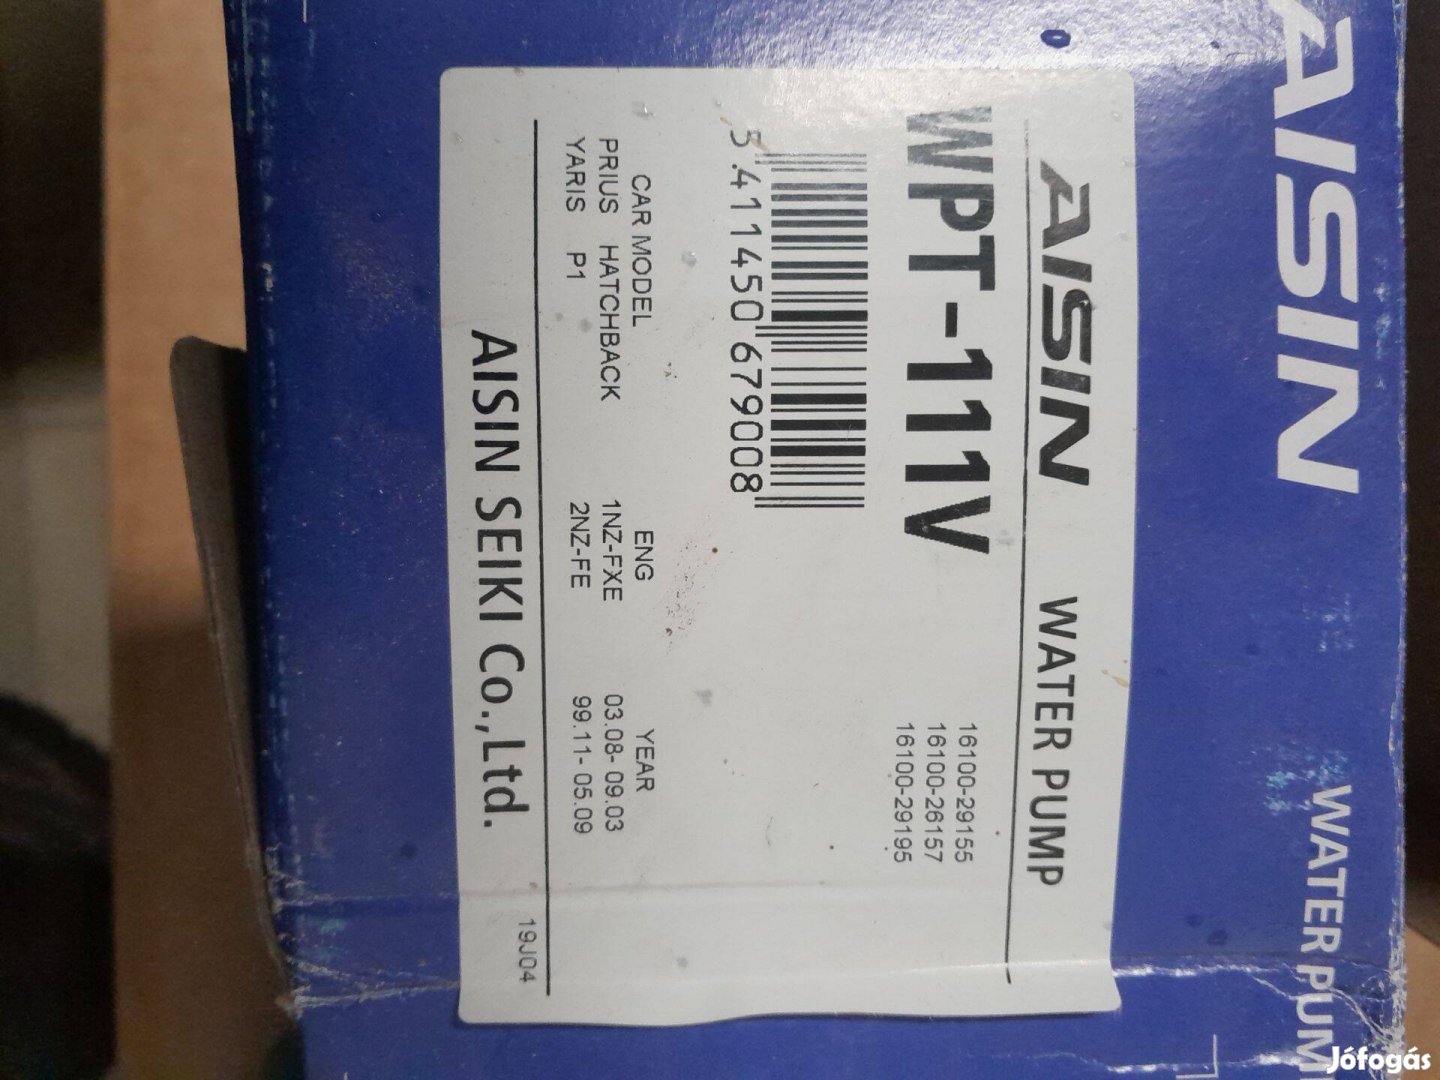 AISIN
WATER PUM
AISIN WATER PUMP
WPT-111V
16100-29155
16100-26157
16100-29195
5 411450 679008
CAR MODEL ENG YEAR
PRIUS HATCHBACK 1NZ-FXE 03.08- 09.03
YARIS P1 2NZ-FE 99.11- 05.09
AISIN SEIKI Co.,Ltd.
19J04
Jófogás